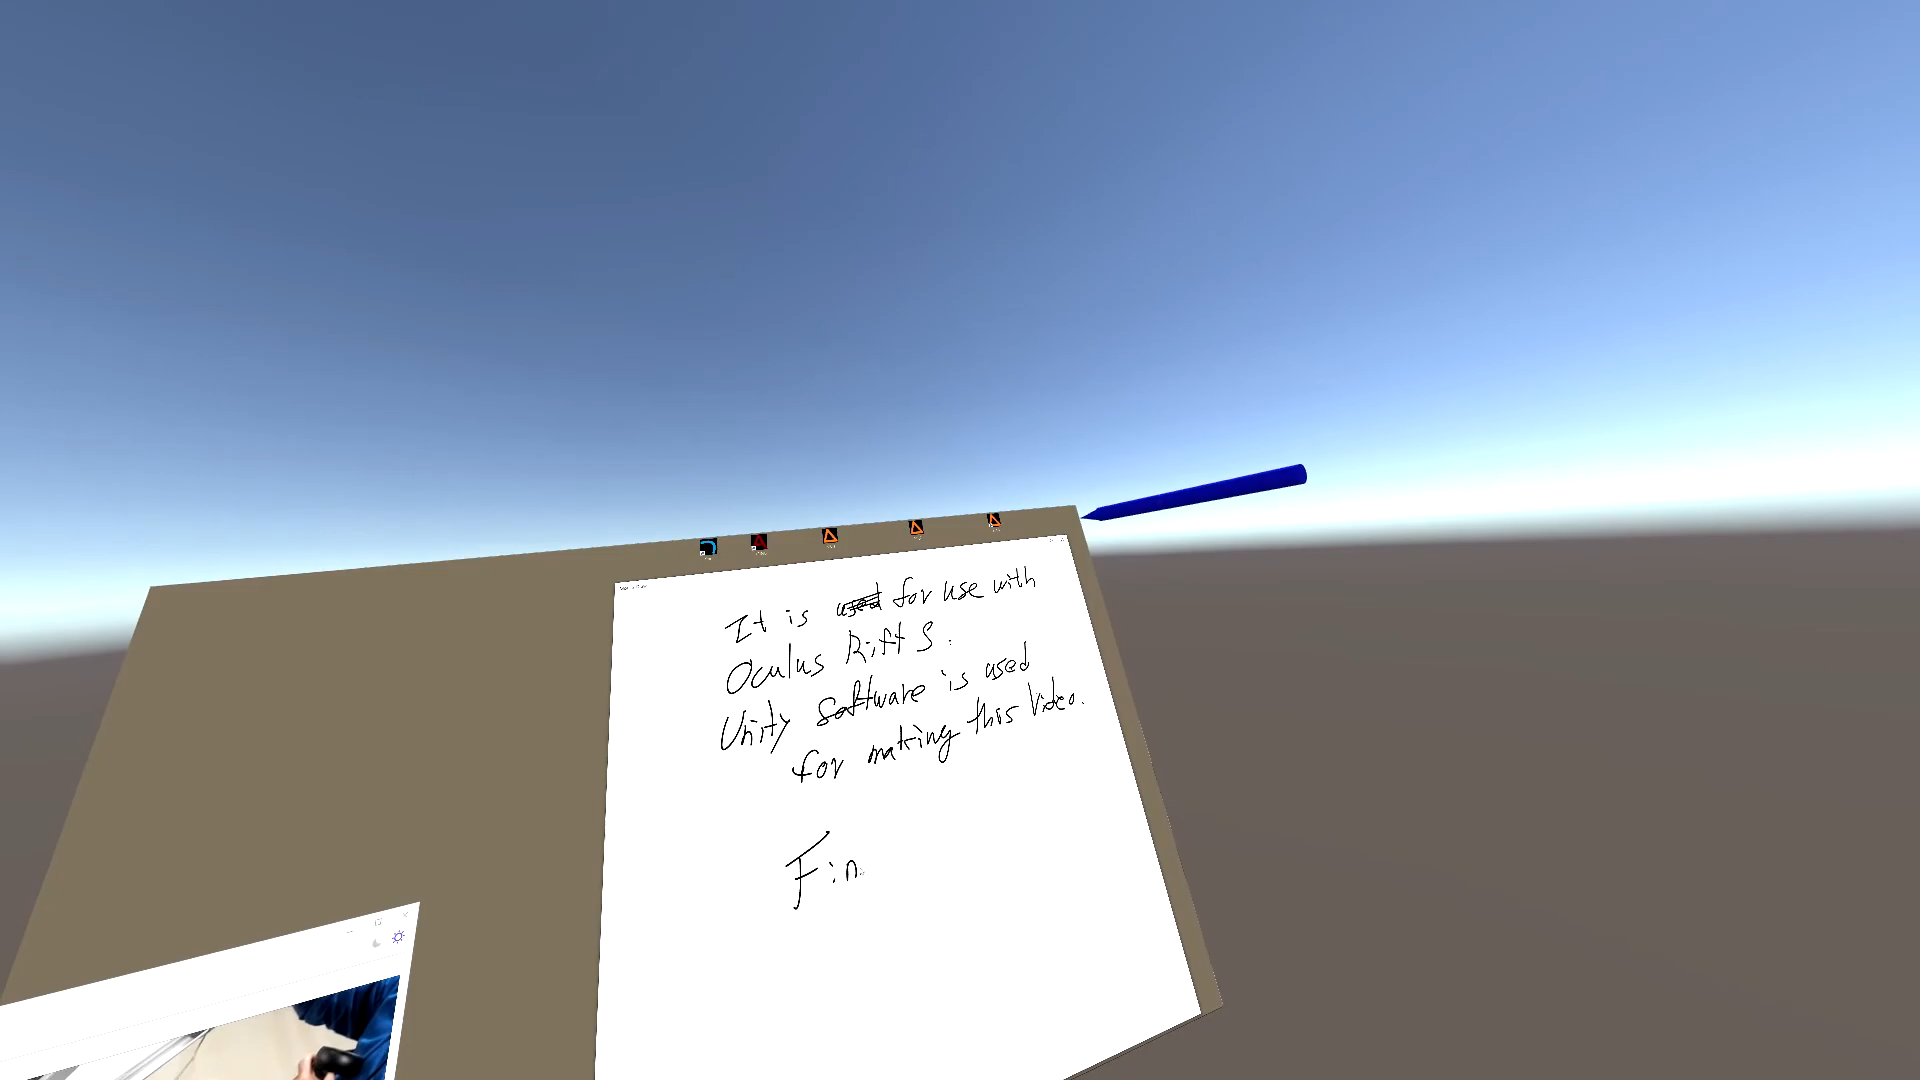 It is used for use with
Oculus Rift S.
Unity Software is used
for making this video.
Fin